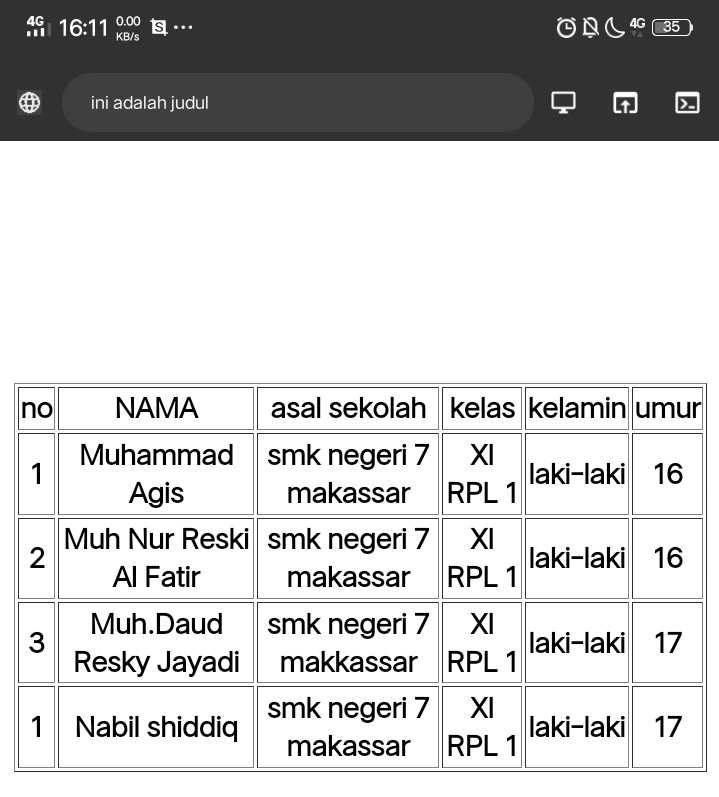 4G 16:11 0.00 KB/s S ... 4G 35
ini adalah judul
no NAMA asal sekolah kelas kelamin umur
1 Muhammad Agis smk negeri 7 makassar XI RPL 1 laki-laki 16
2 Muh Nur Reski Al Fatir smk negeri 7 makassar XI RPL 1 laki-laki 16
3 Muh.Daud Resky Jayadi smk negeri 7 makkassar XI RPL 1 laki-laki 17
1 Nabil shiddiq smk negeri 7 makassar XI RPL 1 laki-laki 17